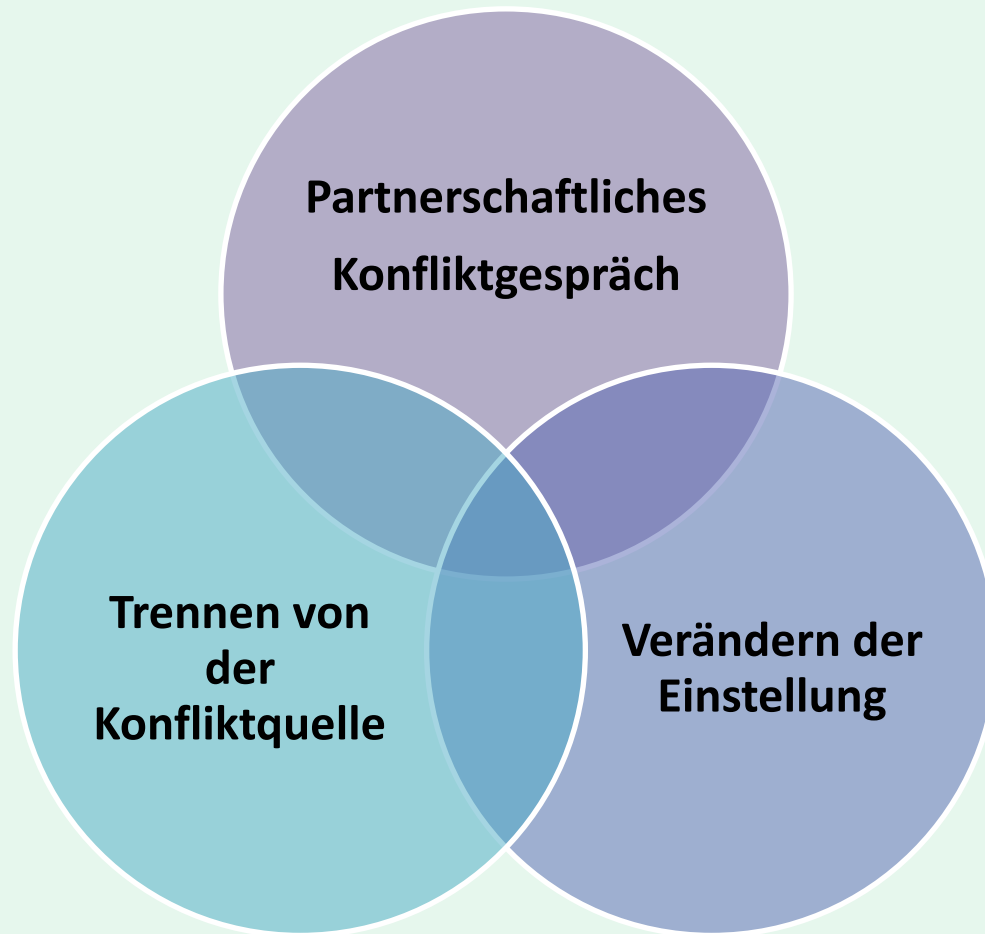 Partnerschaftliches
Konfliktgespräch
Trennen von
der
Konfliktquelle
Verändern der
Einstellung